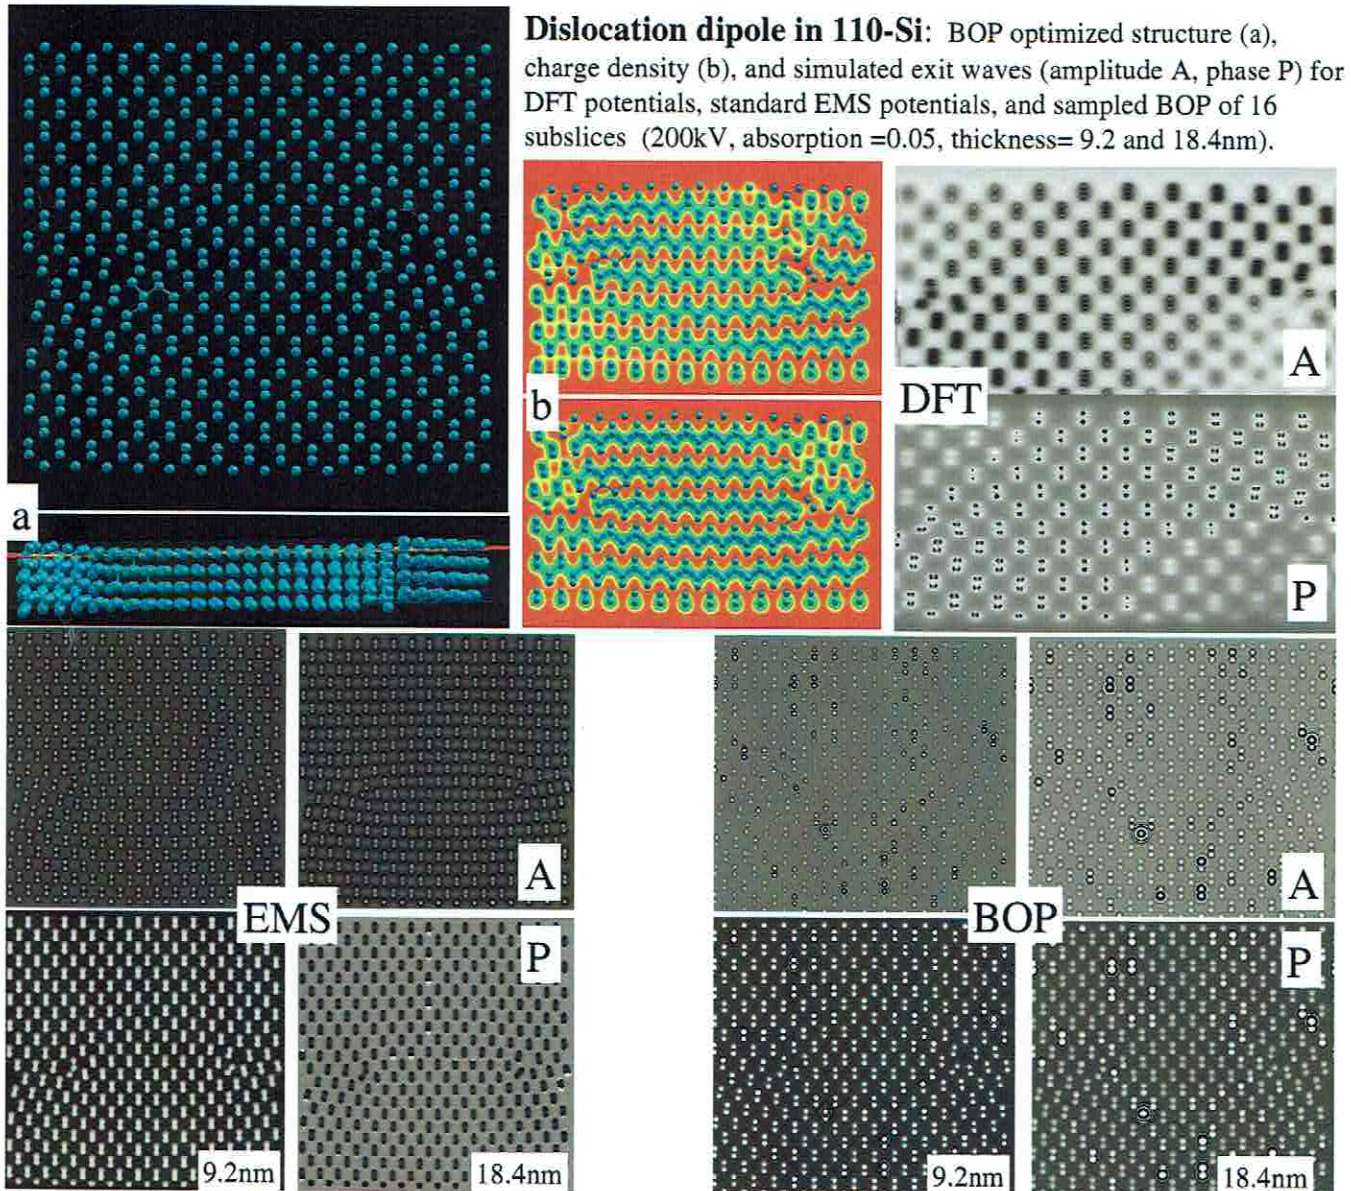 Dislocation dipole in 110-Si: BOP optimized structure (a),
charge density (b), and simulated exit waves (amplitude A, phase P) for
DFT potentials, standard EMS potentials, and sampled BOP of 16
subslices (200kV, absorption =0.05, thickness= 9.2 and 18.4nm).
A
b
DFT
a
P
A
A
EMS
BOP
P
P
9.2nm
18.4nm
9.2nm
18.4nm